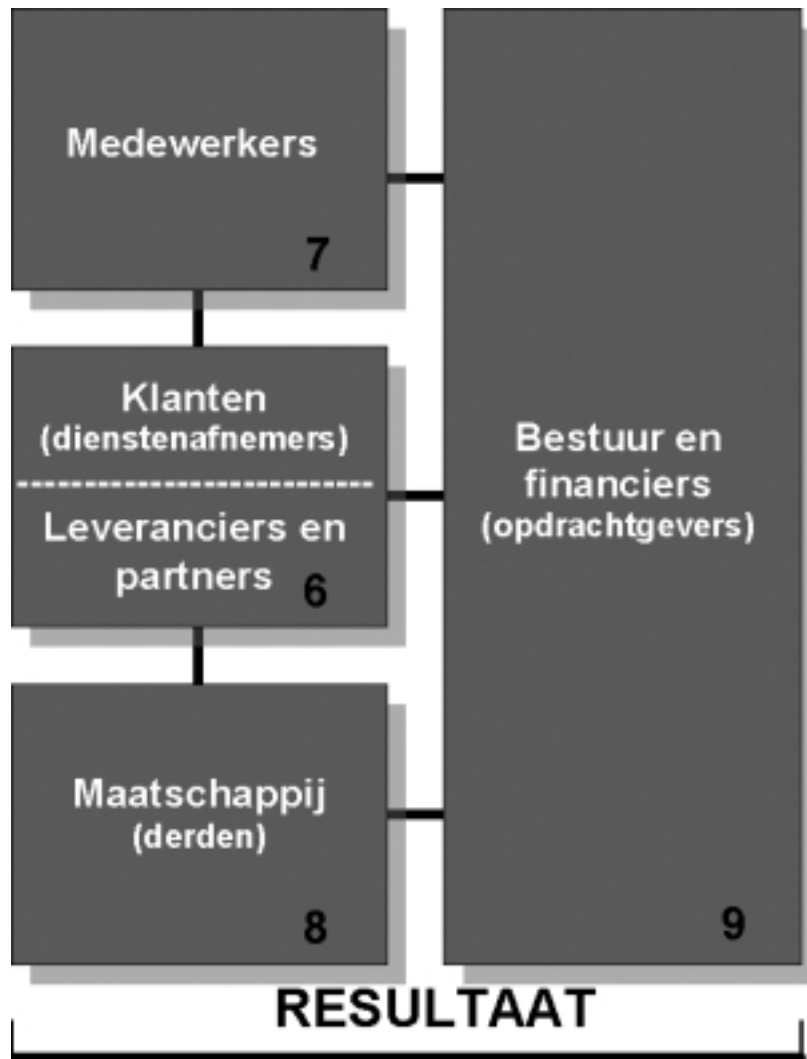 Medewerkers
7
Klanten
(dienstenafnemers)
Leveranciers en
partners
6
Maatschappij
(derden)
8
Bestuur en
financiers
(opdrachtgevers)
9
RESULTAAT